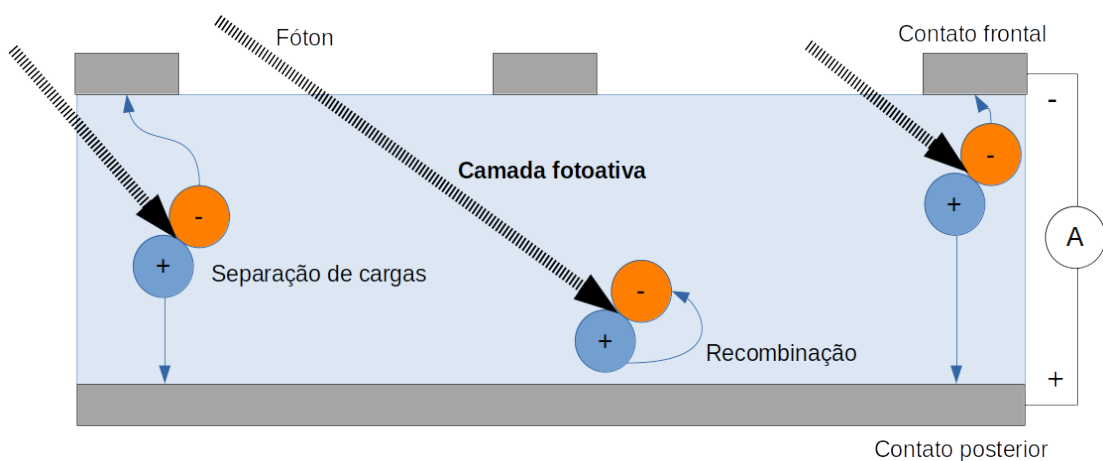 Fóton
Contato frontal
-
Camada fotoativa
-
+
-
+
A
Separação de cargas
-
+
Recombinação
+
Contato posterior